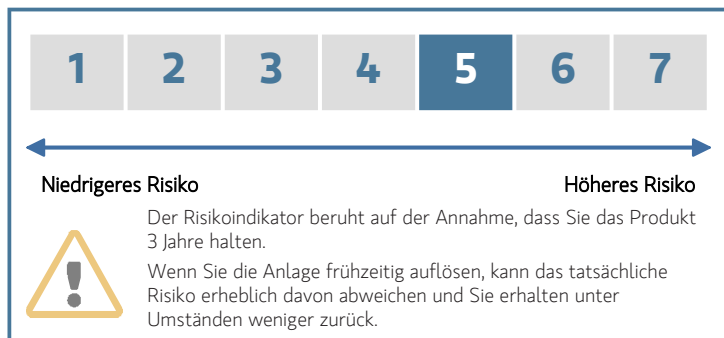 1 2 3 4 5 6 7
Niedrigeres Risiko Höheres Risiko
Der Risikoindikator beruht auf der Annahme, dass Sie das Produkt
3 Jahre halten.
Wenn Sie die Anlage frühzeitig auflösen, kann das tatsächliche
Risiko erheblich davon abweichen und Sie erhalten unter
Umständen weniger zurück.